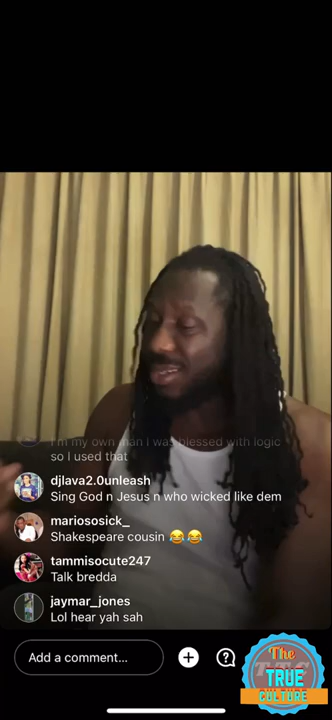 I'm my own man I was blessed with logic
so I used that
djlava2.0unleash
Sing God n Jesus n who wicked like dem
mariososick_
Shakespeare cousin 😂😂
tammisocute247
Talk bredda
jaymar_jones
Lol hear yah sah
Add a comment...
The
TRUE
CULTURE